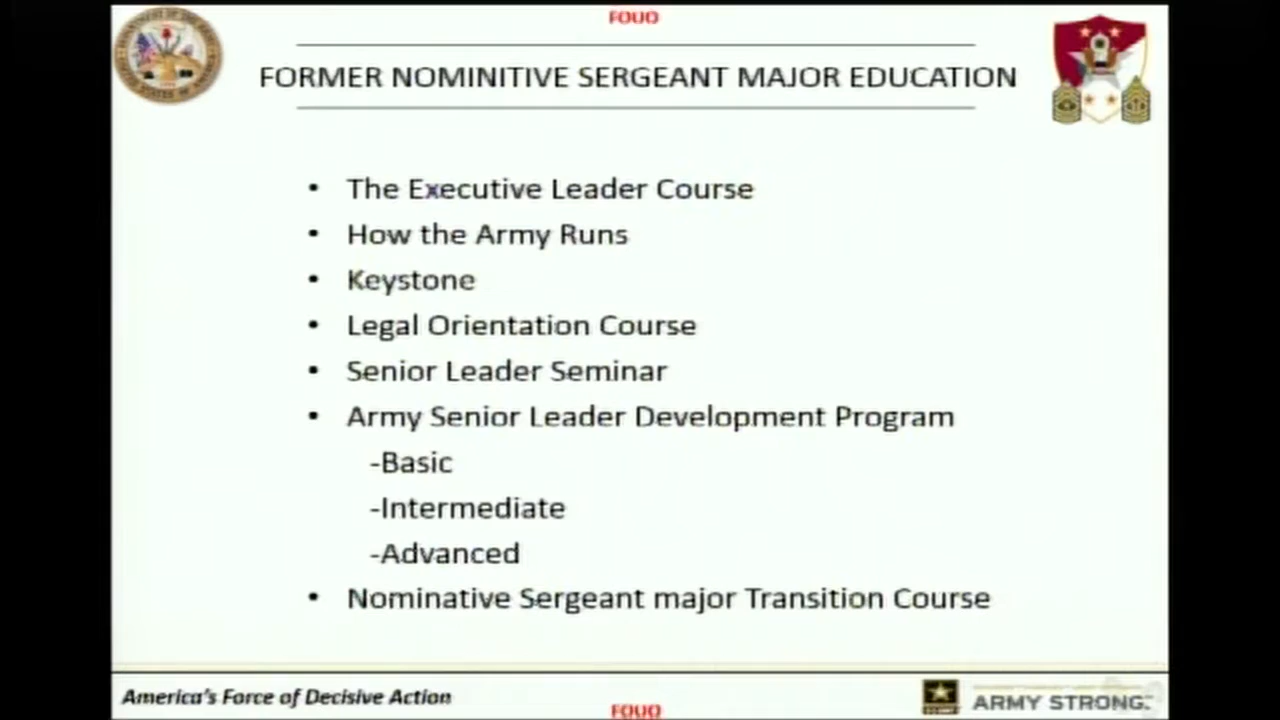 FOUO
FORMER NOMINITIVE SERGEANT MAJOR EDUCATION
• The Executive Leader Course
• How the Army Runs
• Keystone
• Legal Orientation Course
• Senior Leader Seminar
• Army Senior Leader Development Program
-Basic
-Intermediate
-Advanced
• Nominative Sergeant major Transition Course
America's Force of Decisive Action
ARMY STRONG.
FOUO